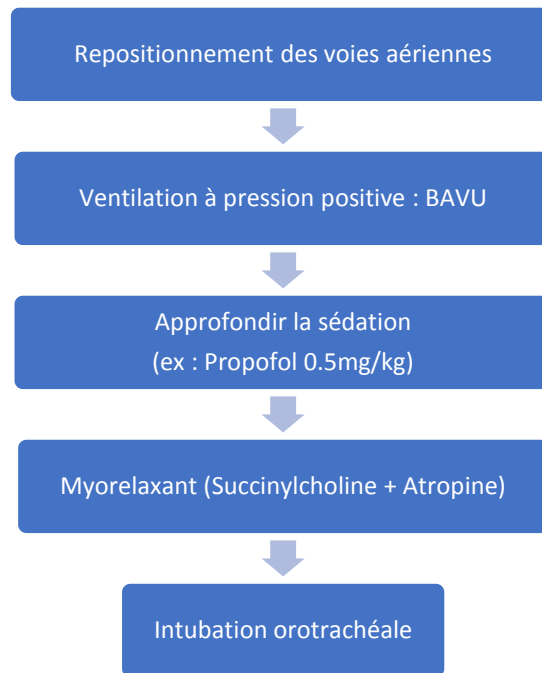 Repositionnement des voies aériennes
Ventilation à pression positive : BAVU
Approfondir la sédation
(ex : Propofol 0.5mg/kg)
Myorelaxant (Succinylcholine + Atropine)
Intubation orotrachéale